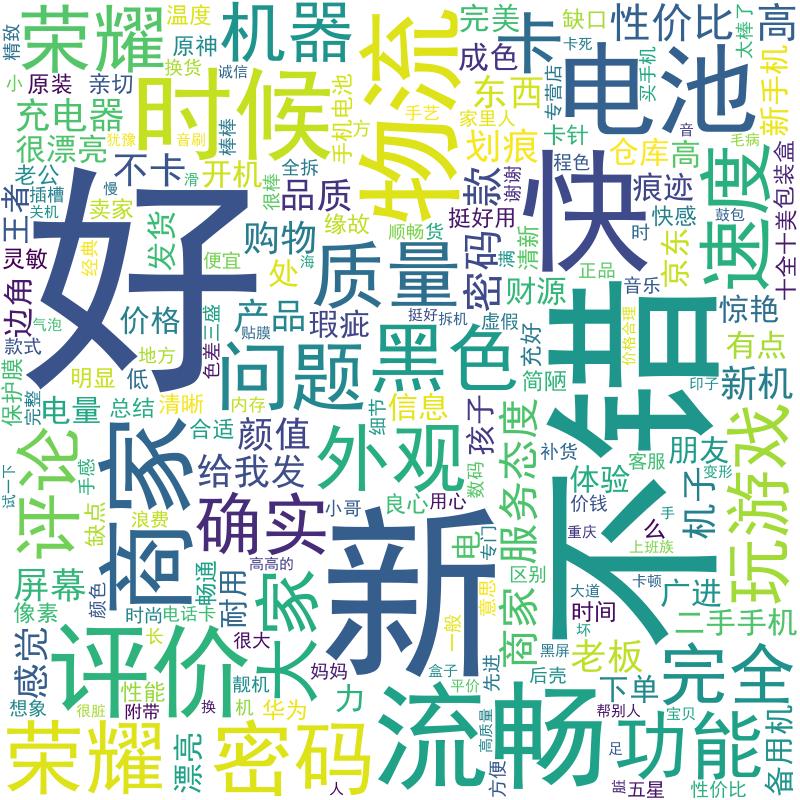 荣耀
精致
温度
原神
机器
完美
成色
卡
缺口
卡死
性价比
高
太棒了
小
原装
亲切
换货
诚信
时候
物流
东西
专营店
电池
买手机
新手机
充电器
犹豫
音刷
棒棒
手机电池
方
手艺
家里人
划痕
卡针
仓库
高
音
毛病
很漂亮
不卡
开机
全拆
老公
插槽
关机
慢
滑
很棒
品质
款
谢谢
程色
快
痕迹
速度
鼓包
十全十美包装盒
王者
卖家
发货
缘故
挺好用
快感
灵敏
好
购物
顺畅
货
密码
满
清新
时
京东
正品
边角
经典
便宜
处
海
质量
财源
音乐
惊艳
气泡
价格
三盛
产品
贴膜
瑕疵
挺好
拆机
虚假
不错
价格合理
款式
地方
色差
问题
黑色
充好
有点
保护膜
完整
明显
低
简陋
新机
印子
电量
总结
清晰
内存
细节
信息
孩子
评论
手感
商家
合适
颜值
外观
服务态度
补货
客服
朋友
变形
玩游戏
试一下
给我发
数码
体验
机子
缺点
浪费
确实
小哥
良心
用心
价钱
手
么
电
专门
重庆
上班族
高高的
新
屏幕
颜色
畅通
耐用
大家
商家
区别
意思
大道
卡顿
广进
像素
时尚
电话卡
时间
二手手机
感觉
评价
长
很大
一般
坏
黑屏
老板
妈妈
盒子
先进
后壳
完全
想象
很脏
性能
附带
靓机
换
机
华为
力
平价
流畅
下单
帮别人
宝贝
功能
备用机
荣耀
漂亮
密码
人
高质量
方便
足
脏
五星
性价比